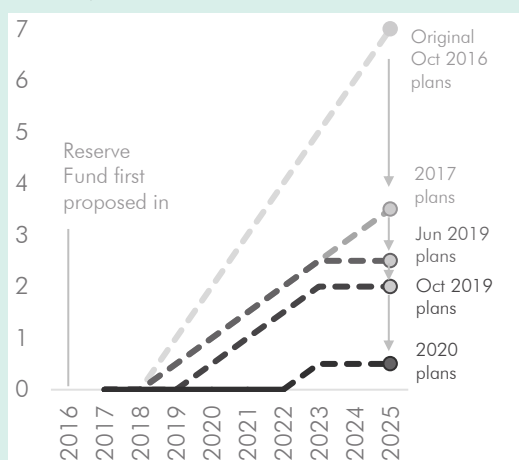 7
6
5
4
3
2
1
0
Reserve
Fund first
proposed in
Original
Oct 2016
plans
2017
plans
Jun 2019
plans
Oct 2019
plans
2020
plans
2016
2017
2018
2019
2020
2021
2022
2023
2024
2025